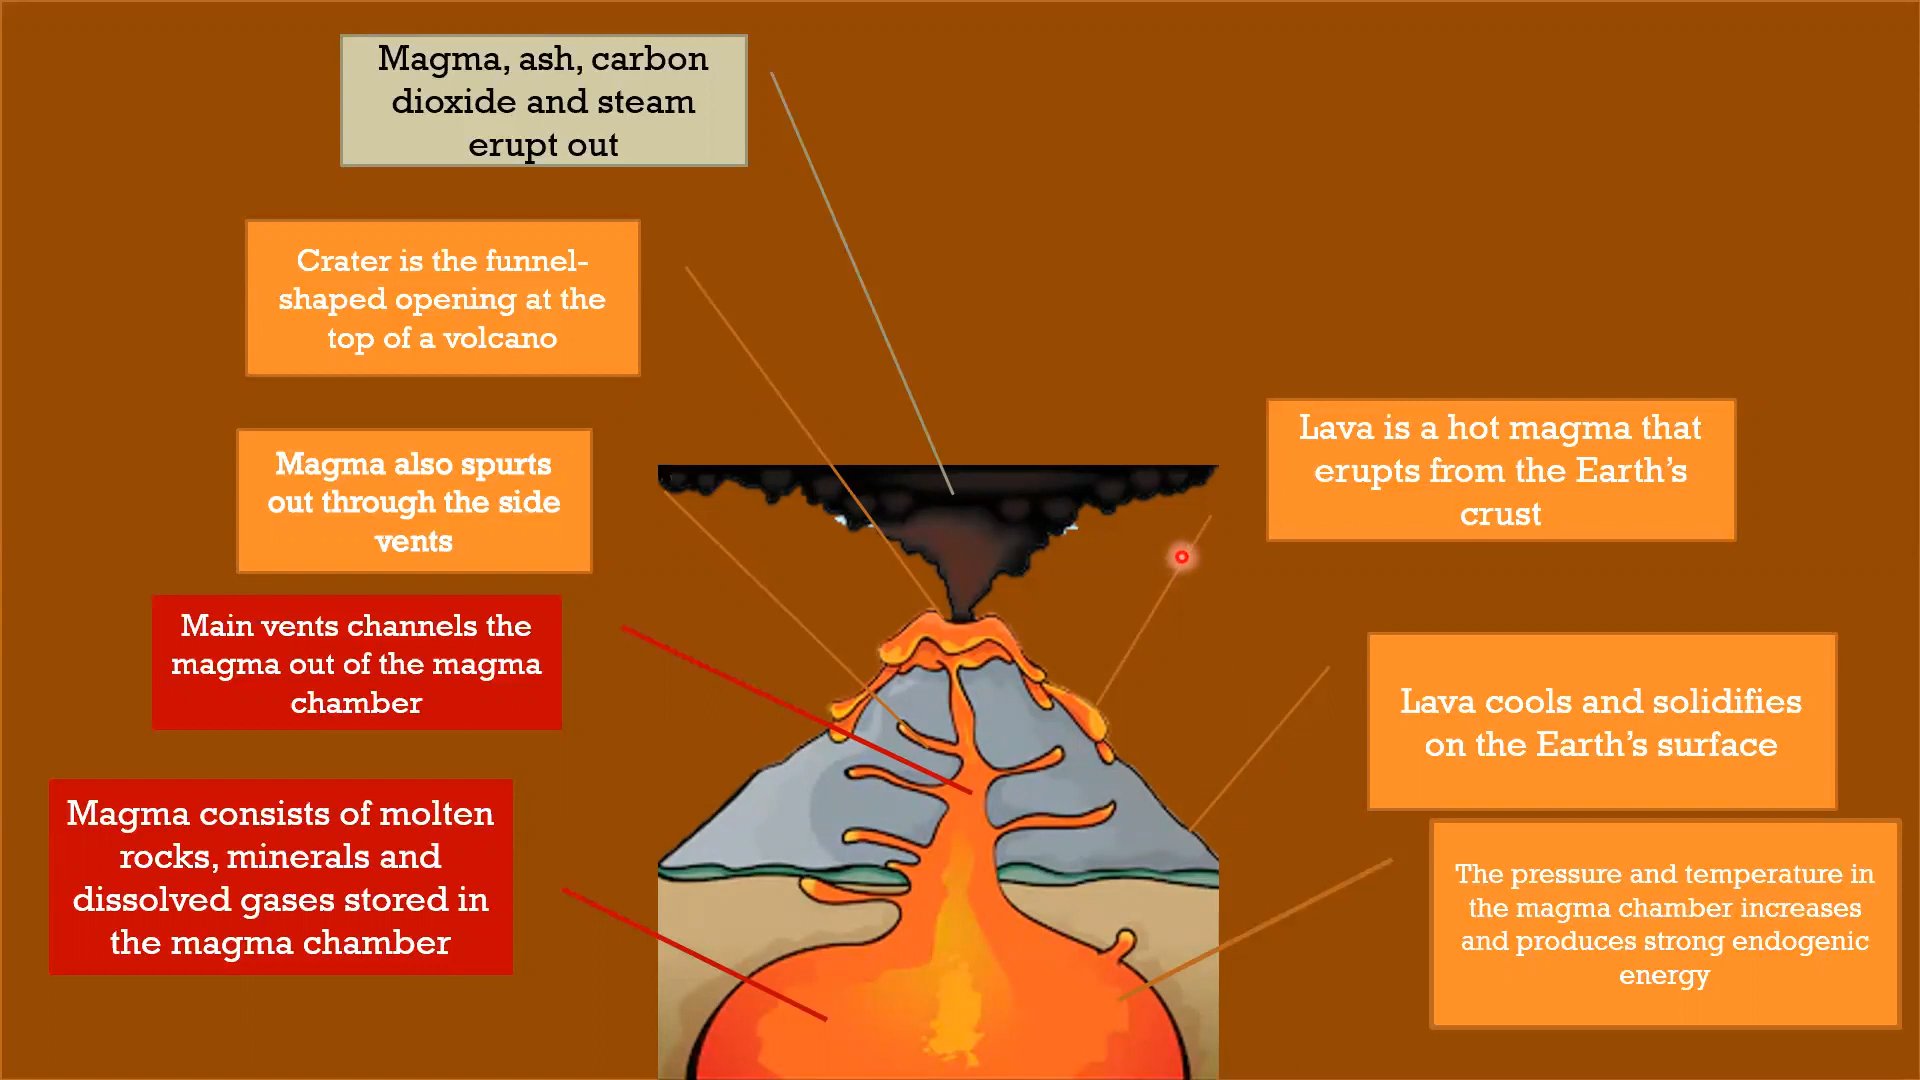 Magma, ash, carbon
dioxide and steam
erupt out
Crater is the funnel-
shaped opening at the
top of a volcano
Magma also spurts
out through the side
vents
Main vents channels the
magma out of the magma
chamber
Magma consists of molten
rocks, minerals and
dissolved gases stored in
the magma chamber
Lava is a hot magma that
erupts from the Earth’s
crust
Lava cools and solidifies
on the Earth’s surface
The pressure and temperature in
the magma chamber increases
and produces strong endogenic
energy